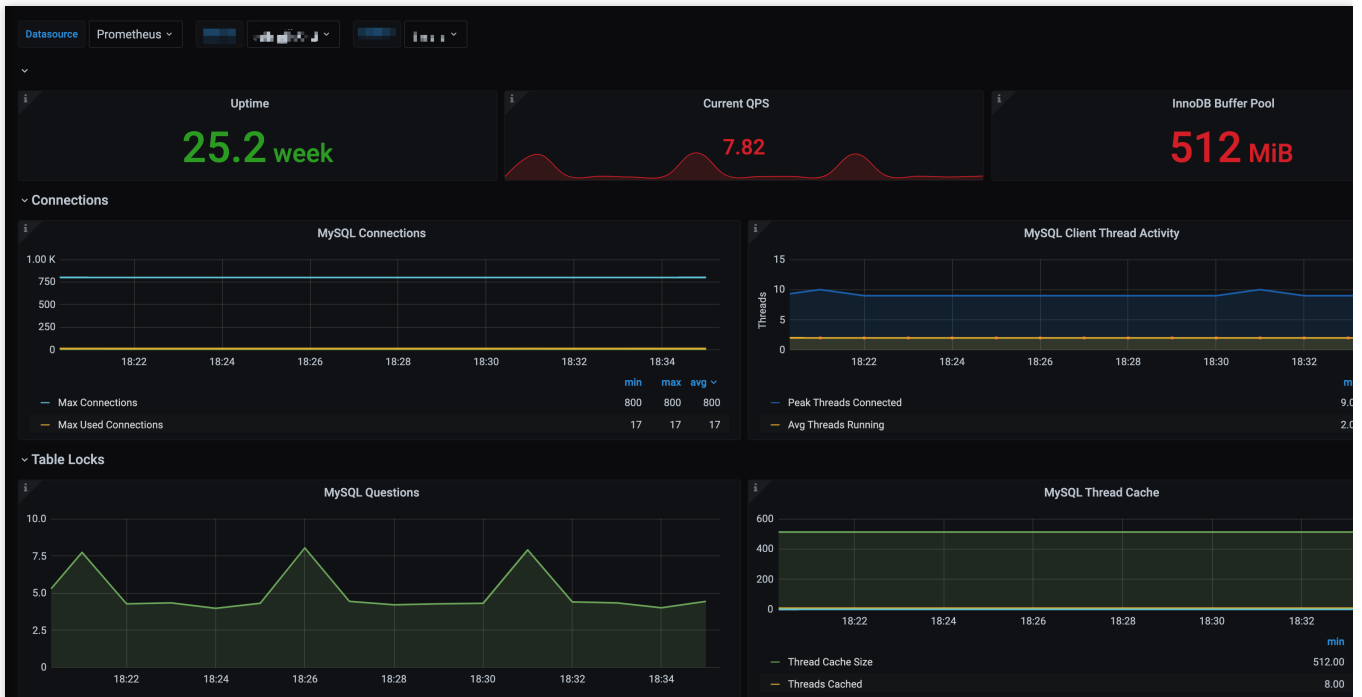 Datasource Prometheus
Uptime
25.2 week
Current QPS
7.82
InnoDB Buffer Pool
512 MiB
Connections
MySQL Connections
1.00 K
750
500
250
0
18:22 18:24 18:26 18:28 18:30 18:32 18:34
min max avg
Max Connections 800 800 800
Max Used Connections 17 17 17
MySQL Client Thread Activity
Threads
15
10
5
0
18:22 18:24 18:26 18:28 18:30 18:32
Peak Threads Connected 9.0
Avg Threads Running 2.0
Table Locks
MySQL Questions
10.0
7.5
5.0
2.5
0
18:22 18:24 18:26 18:28 18:30 18:32 18:34
MySQL Thread Cache
600
400
200
0
18:22 18:24 18:26 18:28 18:30 18:32
min
Thread Cache Size 512.00
Threads Cached 8.00